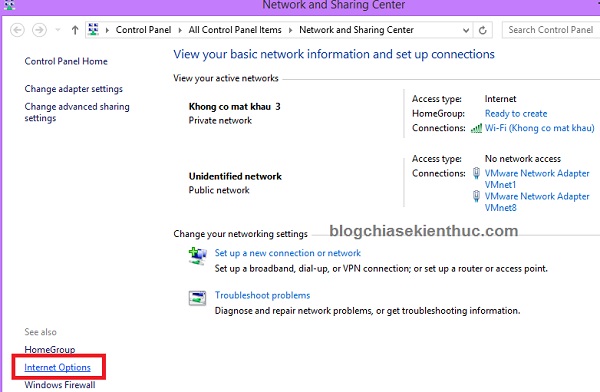 Network and Sharing Center
Control Panel
All Control Panel Items
Network and Sharing Center
Search Control Panel
Control Panel Home
Change adapter settings
Change advanced sharing
settings
View your basic network information and set up connections
View your active networks
Khong co mat khau 3
Private network
Access type: Internet
HomeGroup: Ready to create
Connections: Wi-Fi (Khong co mat khau)
Unidentified network
Public network
Access type: No network access
Connections: VMware Network Adapter
VMnet1
VMware Network Adapter
VMnet8
Change your networking settings
blogchiasekienthuc.com
Set up a new connection or network
Set up a broadband, dial-up, or VPN connection; or set up a router or access point.
Troubleshoot problems
Diagnose and repair network problems, or get troubleshooting information.
See also
HomeGroup
Internet Options
Windows Firewall